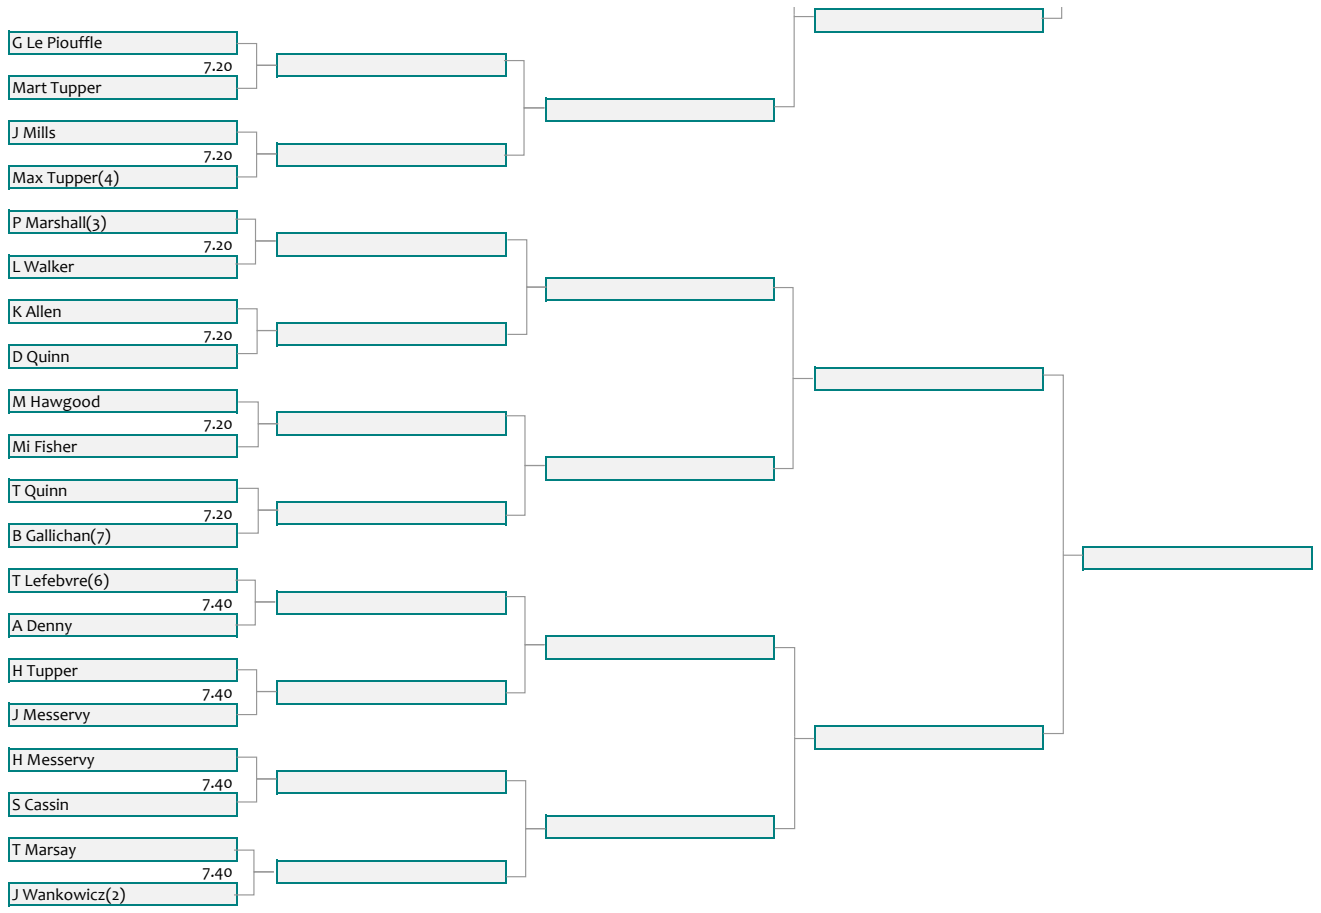 G Le Piouffle
7.20
Mart Tupper
J Mills
7.20
Max Tupper(4)
P Marshall(3)
7.20
L Walker
K Allen
7.20
D Quinn
M Hawgood
7.20
Mi Fisher
T Quinn
7.20
B Gallichan(7)
T Lefebvre(6)
7.40
A Denny
H Tupper
7.40
J Messervy
H Messervy
7.40
S Cassin
T Marsay
7.40
J Wankowicz(2)